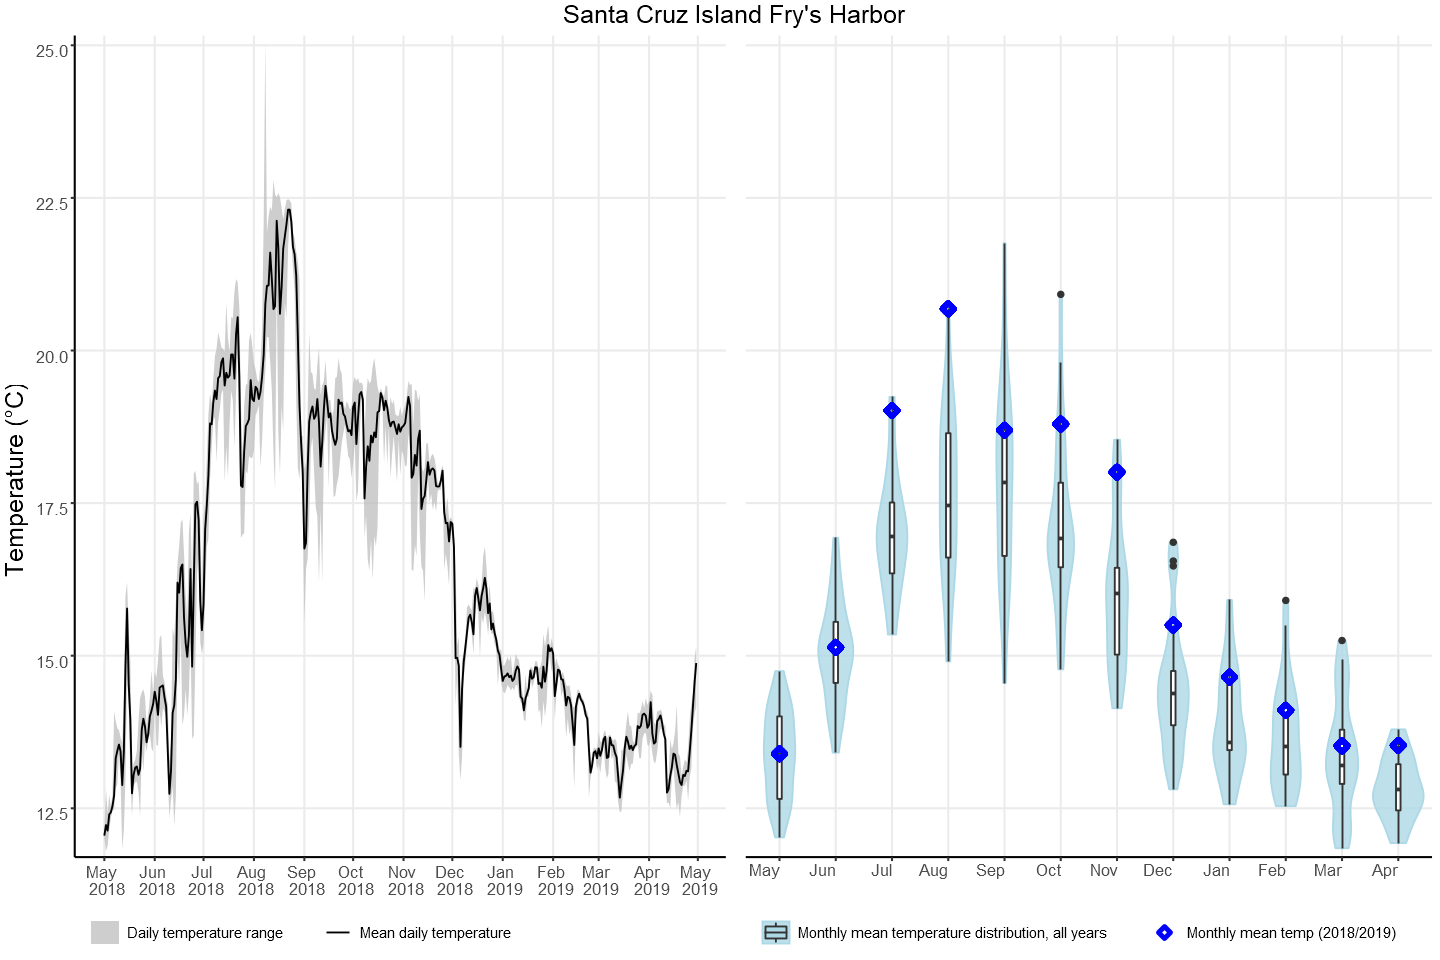 Santa Cruz Island Fry's Harbor
Temperature (°C)
25.0
22.5
20.0
17.5
15.0
12.5
May Jun Jul Aug Sep Oct Nov Dec Jan Feb Mar Apr May
2018 2018 2018 2018 2018 2018 2018 2018 2019 2019 2019 2019 2019
May Jun Jul Aug Sep Oct Nov Dec Jan Feb Mar Apr
Daily temperature range Mean daily temperature
Monthly mean temperature distribution, all years Monthly mean temp (2018/2019)